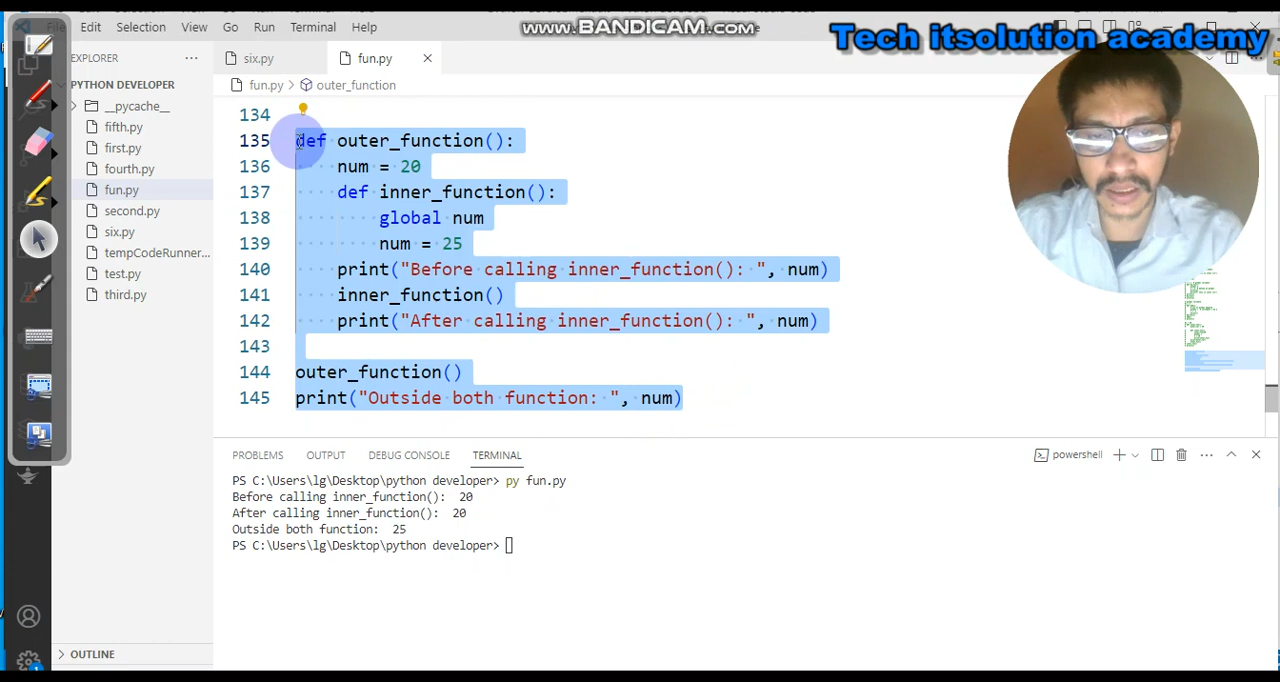 File Edit Selection View Go Run Terminal Help
www.BANDICAM.com
Tech itsolution academy
EXPLORER ···
six.py
fun.py
PYTHON DEVELOPER
fun.py > outer_function
__pycache__
fifth.py
first.py
fourth.py
fun.py
second.py
six.py
tempCodeRunner...
test.py
third.py
134
135 def outer_function():
136 num = 20
137 def inner_function():
138 global num
139 num = 25
140 print("Before calling inner_function(): ", num)
141 inner_function()
142 print("After calling inner_function(): ", num)
143
144 outer_function()
145 print("Outside both function: ", num)
PROBLEMS OUTPUT DEBUG CONSOLE TERMINAL
powershell
PS C:\Users\lg\Desktop\python developer> py fun.py
Before calling inner_function():  20
After calling inner_function():  20
Outside both function:  25
PS C:\Users\lg\Desktop\python developer>
OUTLINE